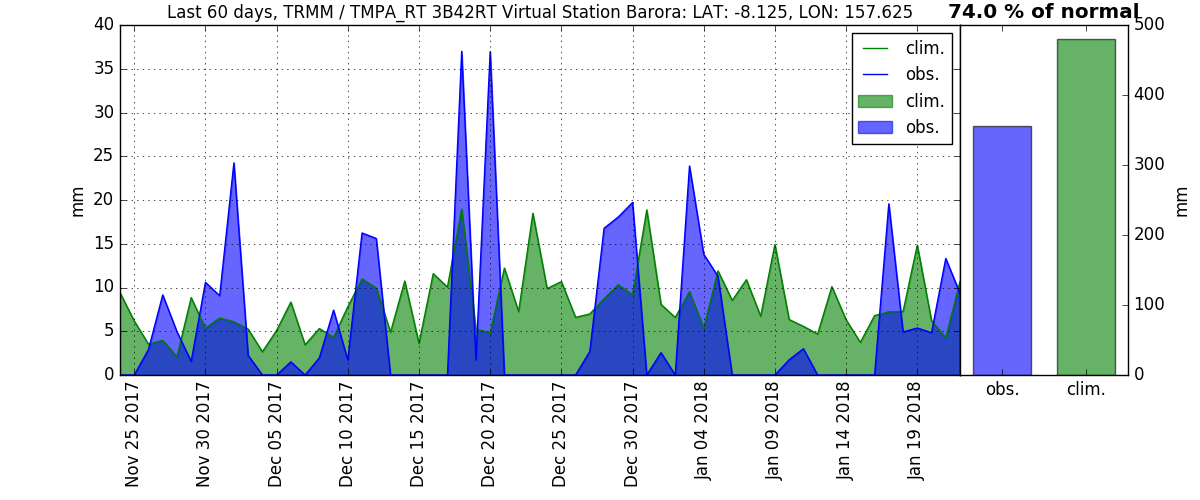 Last 60 days, TRMM / TMPA_RT 3B42RT Virtual Station Barora: LAT: -8.125, LON: 157.625
74.0 % of normal
40
35
30
25
20
15
10
5
0
mm
clim.
obs.
clim.
obs.
500
400
300
200
100
0
mm
Nov 25 2017
Nov 30 2017
Dec 05 2017
Dec 10 2017
Dec 15 2017
Dec 20 2017
Dec 25 2017
Dec 30 2017
Jan 04 2018
Jan 09 2018
Jan 14 2018
Jan 19 2018
obs.
clim.